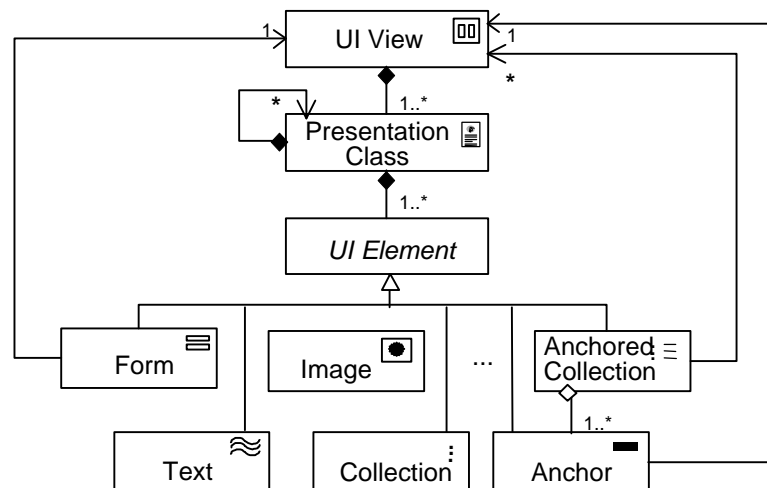 1
UI View
1
*
1..*
*
Presentation
Class
1..*
UI Element
Form
Image
...
Anchored
Collection
1..*
Text
Collection
Anchor